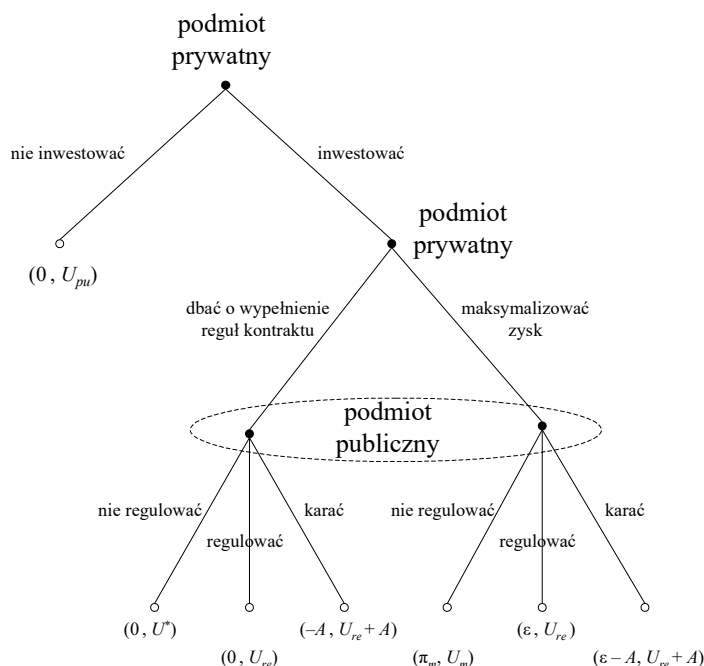 podmiot
prywatny
nie inwestować
inwestować
podmiot
prywatny
(0 , U_pu)
dbać o wypełnienie
reguł kontraktu
maksymalizować
zysk
podmiot
publiczny
nie regulować
regulować
karać
nie regulować
regulować
karać
(0 , U*)
(0 , U_re)
(–A , U_re + A)
(π_m , U_m)
(ε , U_re)
(ε – A , U_re + A)